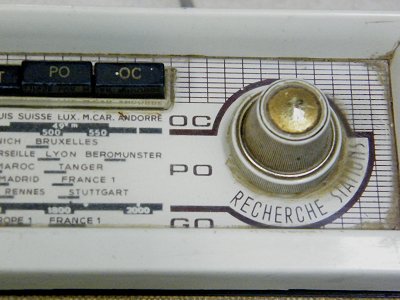 T PO OC
UIS SUISSE LUX. M.CAR. ANDORRE OC
500 550
NICH BRUXELLES
RSEILLE LYON BEROMUNSTER
MAROC TANGER PO
MADRID FRANCE 1
RENNES STUTTGART
1800 2000
ROPE 1 FRANCE 1 GO
RECHERCHE STATIONS